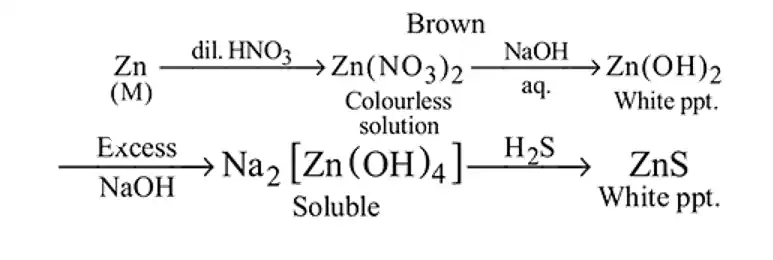 Brown
Zn (M) —dil. HNO₃→ Zn(NO₃)₂ —NaOH aq.→ Zn(OH)₂
Colourless solution White ppt.
—Excess NaOH→ Na₂[Zn(OH)₄] —H₂S→ ZnS
Soluble White ppt.